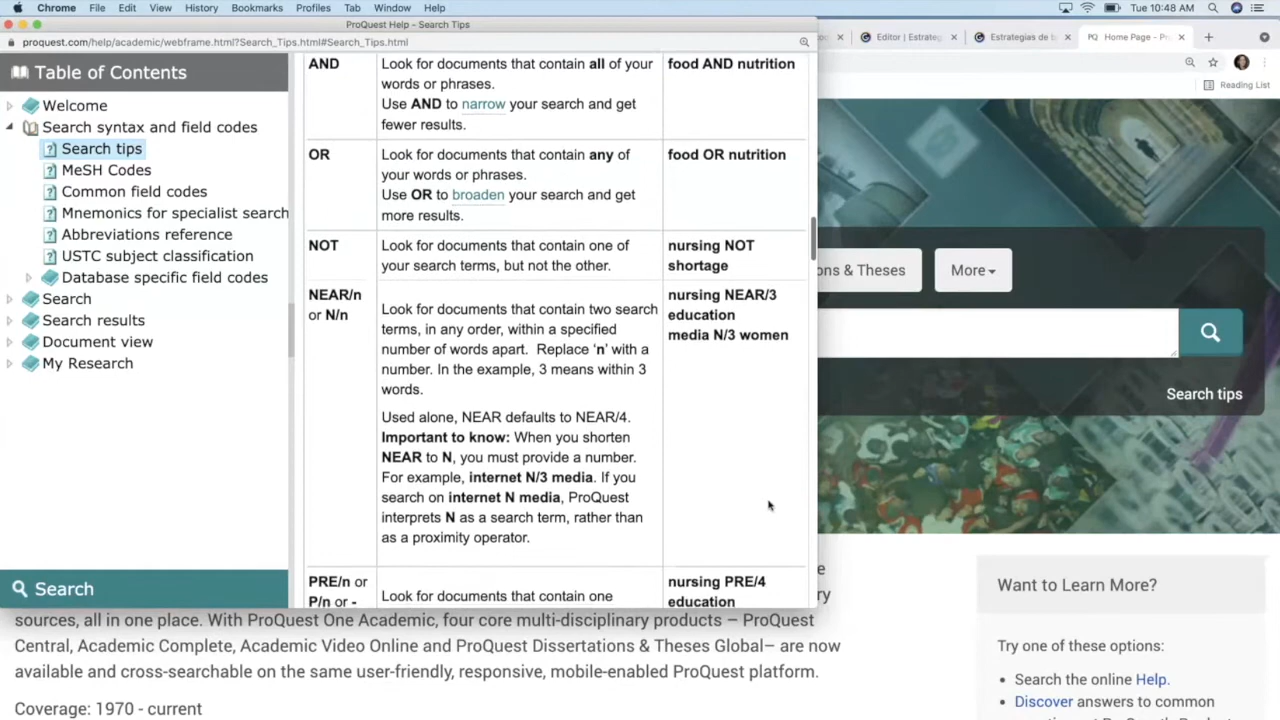 Chrome File Edit View History Bookmarks Profiles Tab Window Help Tue 10:48 AM
ProQuest Help - Search Tips
proquest.com/help/academic/webframe.html?Search_Tips.html#Search_Tips.html
Editor | Estrateg
Estrategias de b
PQ Home Page - Pr
Reading List
Table of Contents
Welcome
Search syntax and field codes
Search tips
MeSH Codes
Common field codes
Mnemonics for specialist search
Abbreviations reference
USTC subject classification
Database specific field codes
Search
Search results
Document view
My Research
Search
AND
Look for documents that contain all of your
words or phrases.
Use AND to narrow your search and get
fewer results.
food AND nutrition
OR
Look for documents that contain any of
your words or phrases.
Use OR to broaden your search and get
more results.
food OR nutrition
NOT
Look for documents that contain one of
your search terms, but not the other.
nursing NOT
shortage
NEAR/n
or N/n
Look for documents that contain two search
terms, in any order, within a specified
number of words apart. Replace ‘n’ with a
number. In the example, 3 means within 3
words.
Used alone, NEAR defaults to NEAR/4.
Important to know: When you shorten
NEAR to N, you must provide a number.
For example, internet N/3 media. If you
search on internet N media, ProQuest
interprets N as a search term, rather than
as a proximity operator.
nursing NEAR/3
education
media N/3 women
PRE/n or
P/n or -
Look for documents that contain one
nursing PRE/4
education
ons & Theses
More
Search tips
sources, all in one place. With ProQuest One Academic, four core multi-disciplinary products – ProQuest
Central, Academic Complete, Academic Video Online and ProQuest Dissertations & Theses Global– are now
available and cross-searchable on the same user-friendly, responsive, mobile-enabled ProQuest platform.
Coverage: 1970 - current
Want to Learn More?
Try one of these options:
Search the online Help.
Discover answers to common